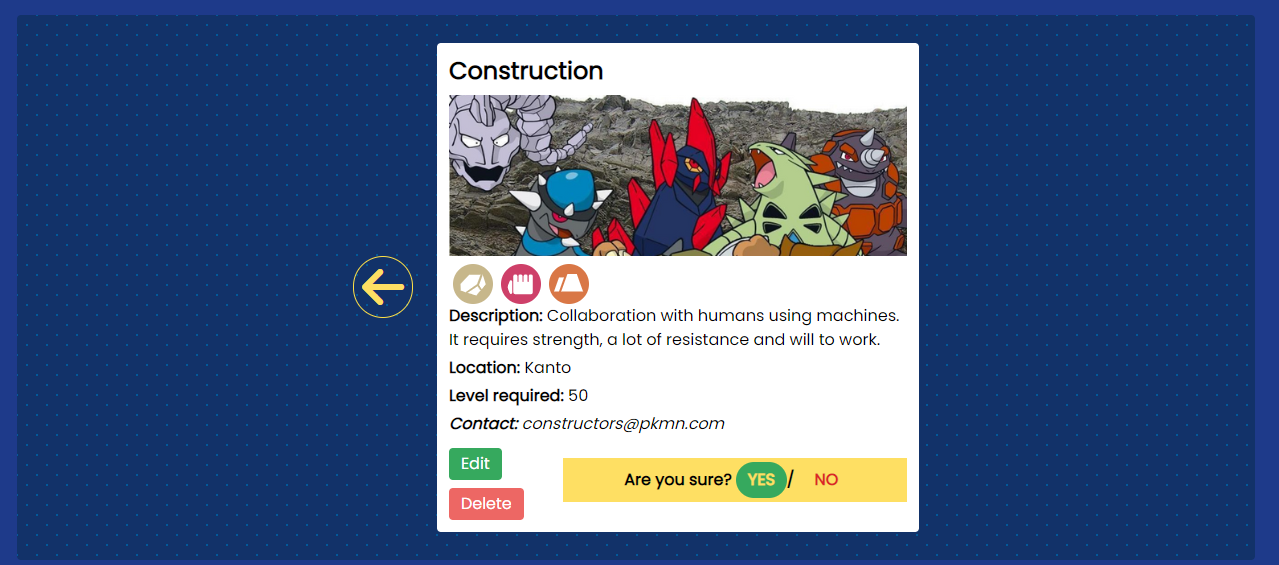 Construction
Description: Collaboration with humans using machines.
It requires strength, a lot of resistance and will to work.
Location: Kanto
Level required: 50
Contact: constructors@pkmn.com
Edit
Are you sure? YES / NO
Delete